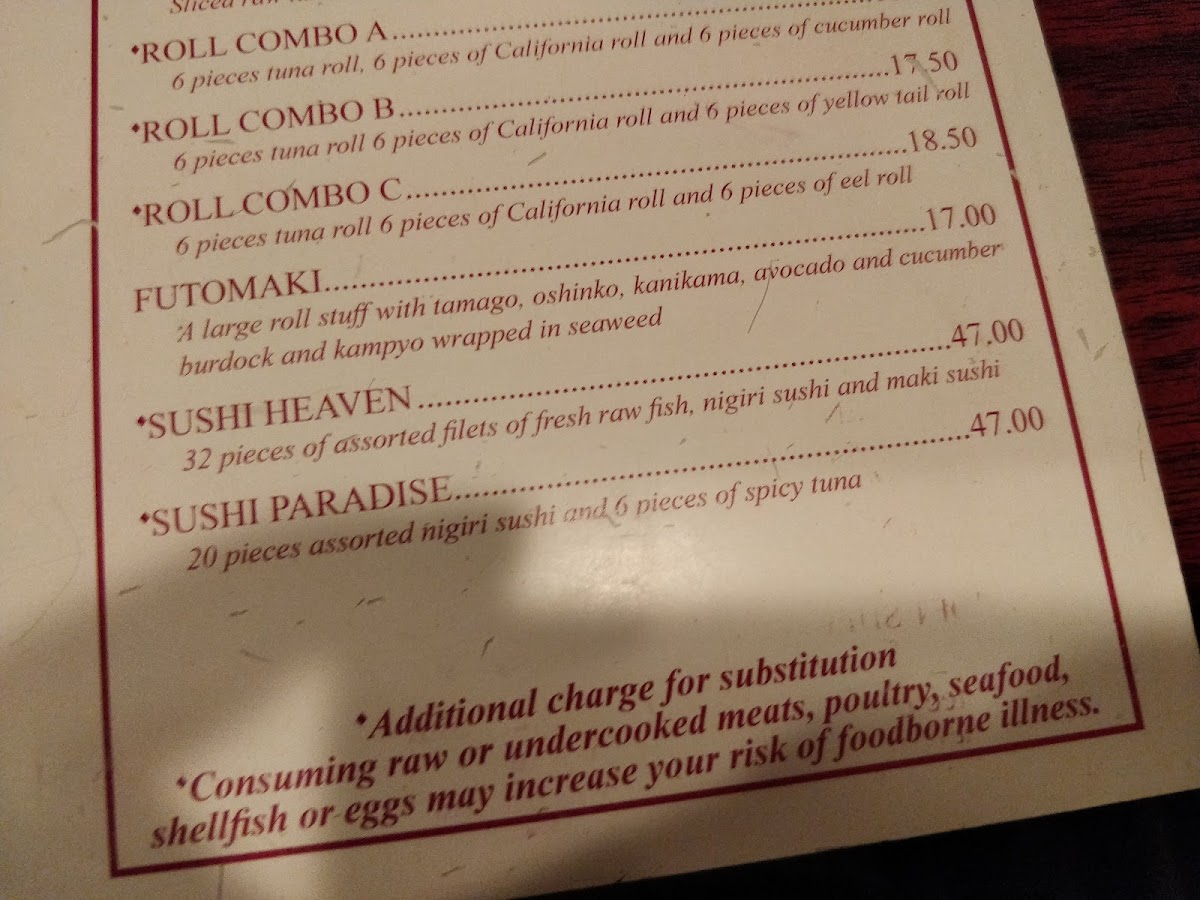 Sliced raw
*ROLL COMBO A..........
6 pieces tuna roll, 6 pieces of California roll and 6 pieces of cucumber roll
*ROLL COMBO B..........17.50
6 pieces tuna roll 6 pieces of California roll and 6 pieces of yellow tail roll
*ROLL COMBO C..........18.50
6 pieces tuna roll 6 pieces of California roll and 6 pieces of eel roll
FUTOMAKI..........17.00
A large roll stuff with tamago, oshinko, kanikama, avocado and cucumber
burdock and kampyo wrapped in seaweed
*SUSHI HEAVEN..........47.00
32 pieces of assorted filets of fresh raw fish, nigiri sushi and maki sushi
*SUSHI PARADISE..........47.00
20 pieces assorted nigiri sushi and 6 pieces of spicy tuna
*Additional charge for substitution
*Consuming raw or undercooked meats, poultry, seafood,
shellfish or eggs may increase your risk of foodborne illness.